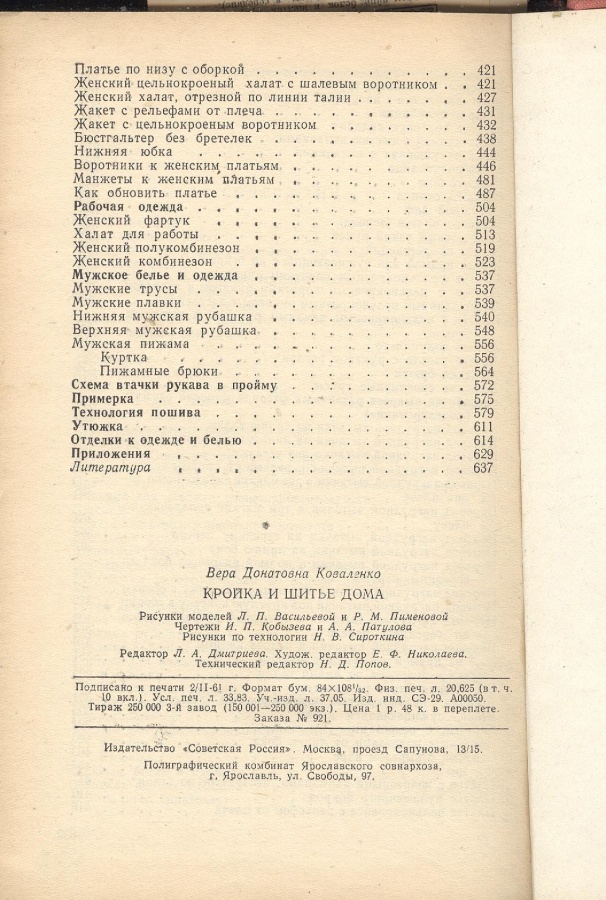 Платье по низу с оборкой . . . . . . . . . . . . 421
Женский цельнокроеный халат с шалевым воротником . . 421
Женский халат, отрезной по линии талии . . . . . . 427
Жакет с рельефами от плеча . . . . . . . . . . 431
Жакет с цельнокроеным воротником . . . . . . . . 432
Бюстгальтер без бретелек . . . . . . . . . . . 438
Нижняя юбка . . . . . . . . . . . . . . 444
Воротники к женским платьям . . . . . . . . . 446
Манжеты к женским платьям . . . . . . . . . . 481
Как обновить платье . . . . . . . . . . . . 487
Рабочая одежда . . . . . . . . . . . . . 504
Женский фартук . . . . . . . . . . . . . 504
Халат для работы . . . . . . . . . . . . . 513
Женский полукомбинезон . . . . . . . . . . . 519
Женский комбинезон . . . . . . . . . . . . 523
Мужское белье и одежда . . . . . . . . . . . 537
Мужские трусы . . . . . . . . . . . . . 537
Мужские плавки . . . . . . . . . . . . . 539
Нижняя мужская рубашка . . . . . . . . . . . 540
Верхняя мужская рубашка . . . . . . . . . . . 548
Мужская пижама . . . . . . . . . . . . . 556
Куртка . . . . . . . . . . . . . 556
Пижамные брюки . . . . . . . . . . . . 564
Схема втачки рукава в пройму . . . . . . . . . 572
Примерка . . . . . . . . . . . . . . . 575
Технология пошива . . . . . . . . . . . . 579
Утюжка . . . . . . . . . . . . . . . 611
Отделки к одежде и белью . . . . . . . . . . . 614
Приложения . . . . . . . . . . . . . . 629
Литература . . . . . . . . . . . . . . 637
Вера Донатовна Коваленко
КРОЙКА И ШИТЬЕ ДОМА
Рисунки моделей Л. П. Васильевой и Р. М. Пименовой
Чертежи И. П. Кобызева и А. А. Патулова
Рисунки по технологии Н. В. Сироткина
Редактор Л. А. Дмитриева. Худож. редактор Е. Ф. Николаева.
Технический редактор Н. Д. Попов.
Подписано к печати 2/II-61 г. Формат бум. 84×108¹/₃₂. Физ. печ. л. 20,625 (в т. ч.
10 вкл.). Усл. печ. л. 33,83. Уч.-изд. л. 37,05. Изд. инд. СЭ-29. А00050.
Тираж 250 000 3-й завод (150 001—250 000 экз.). Цена 1 р. 48 к. в переплете.
Заказа № 921.
Издательство «Советская Россия». Москва, проезд Сапунова, 13/15.
Полиграфический комбинат Ярославского совнархоза,
г. Ярославль, ул. Свободы, 97.